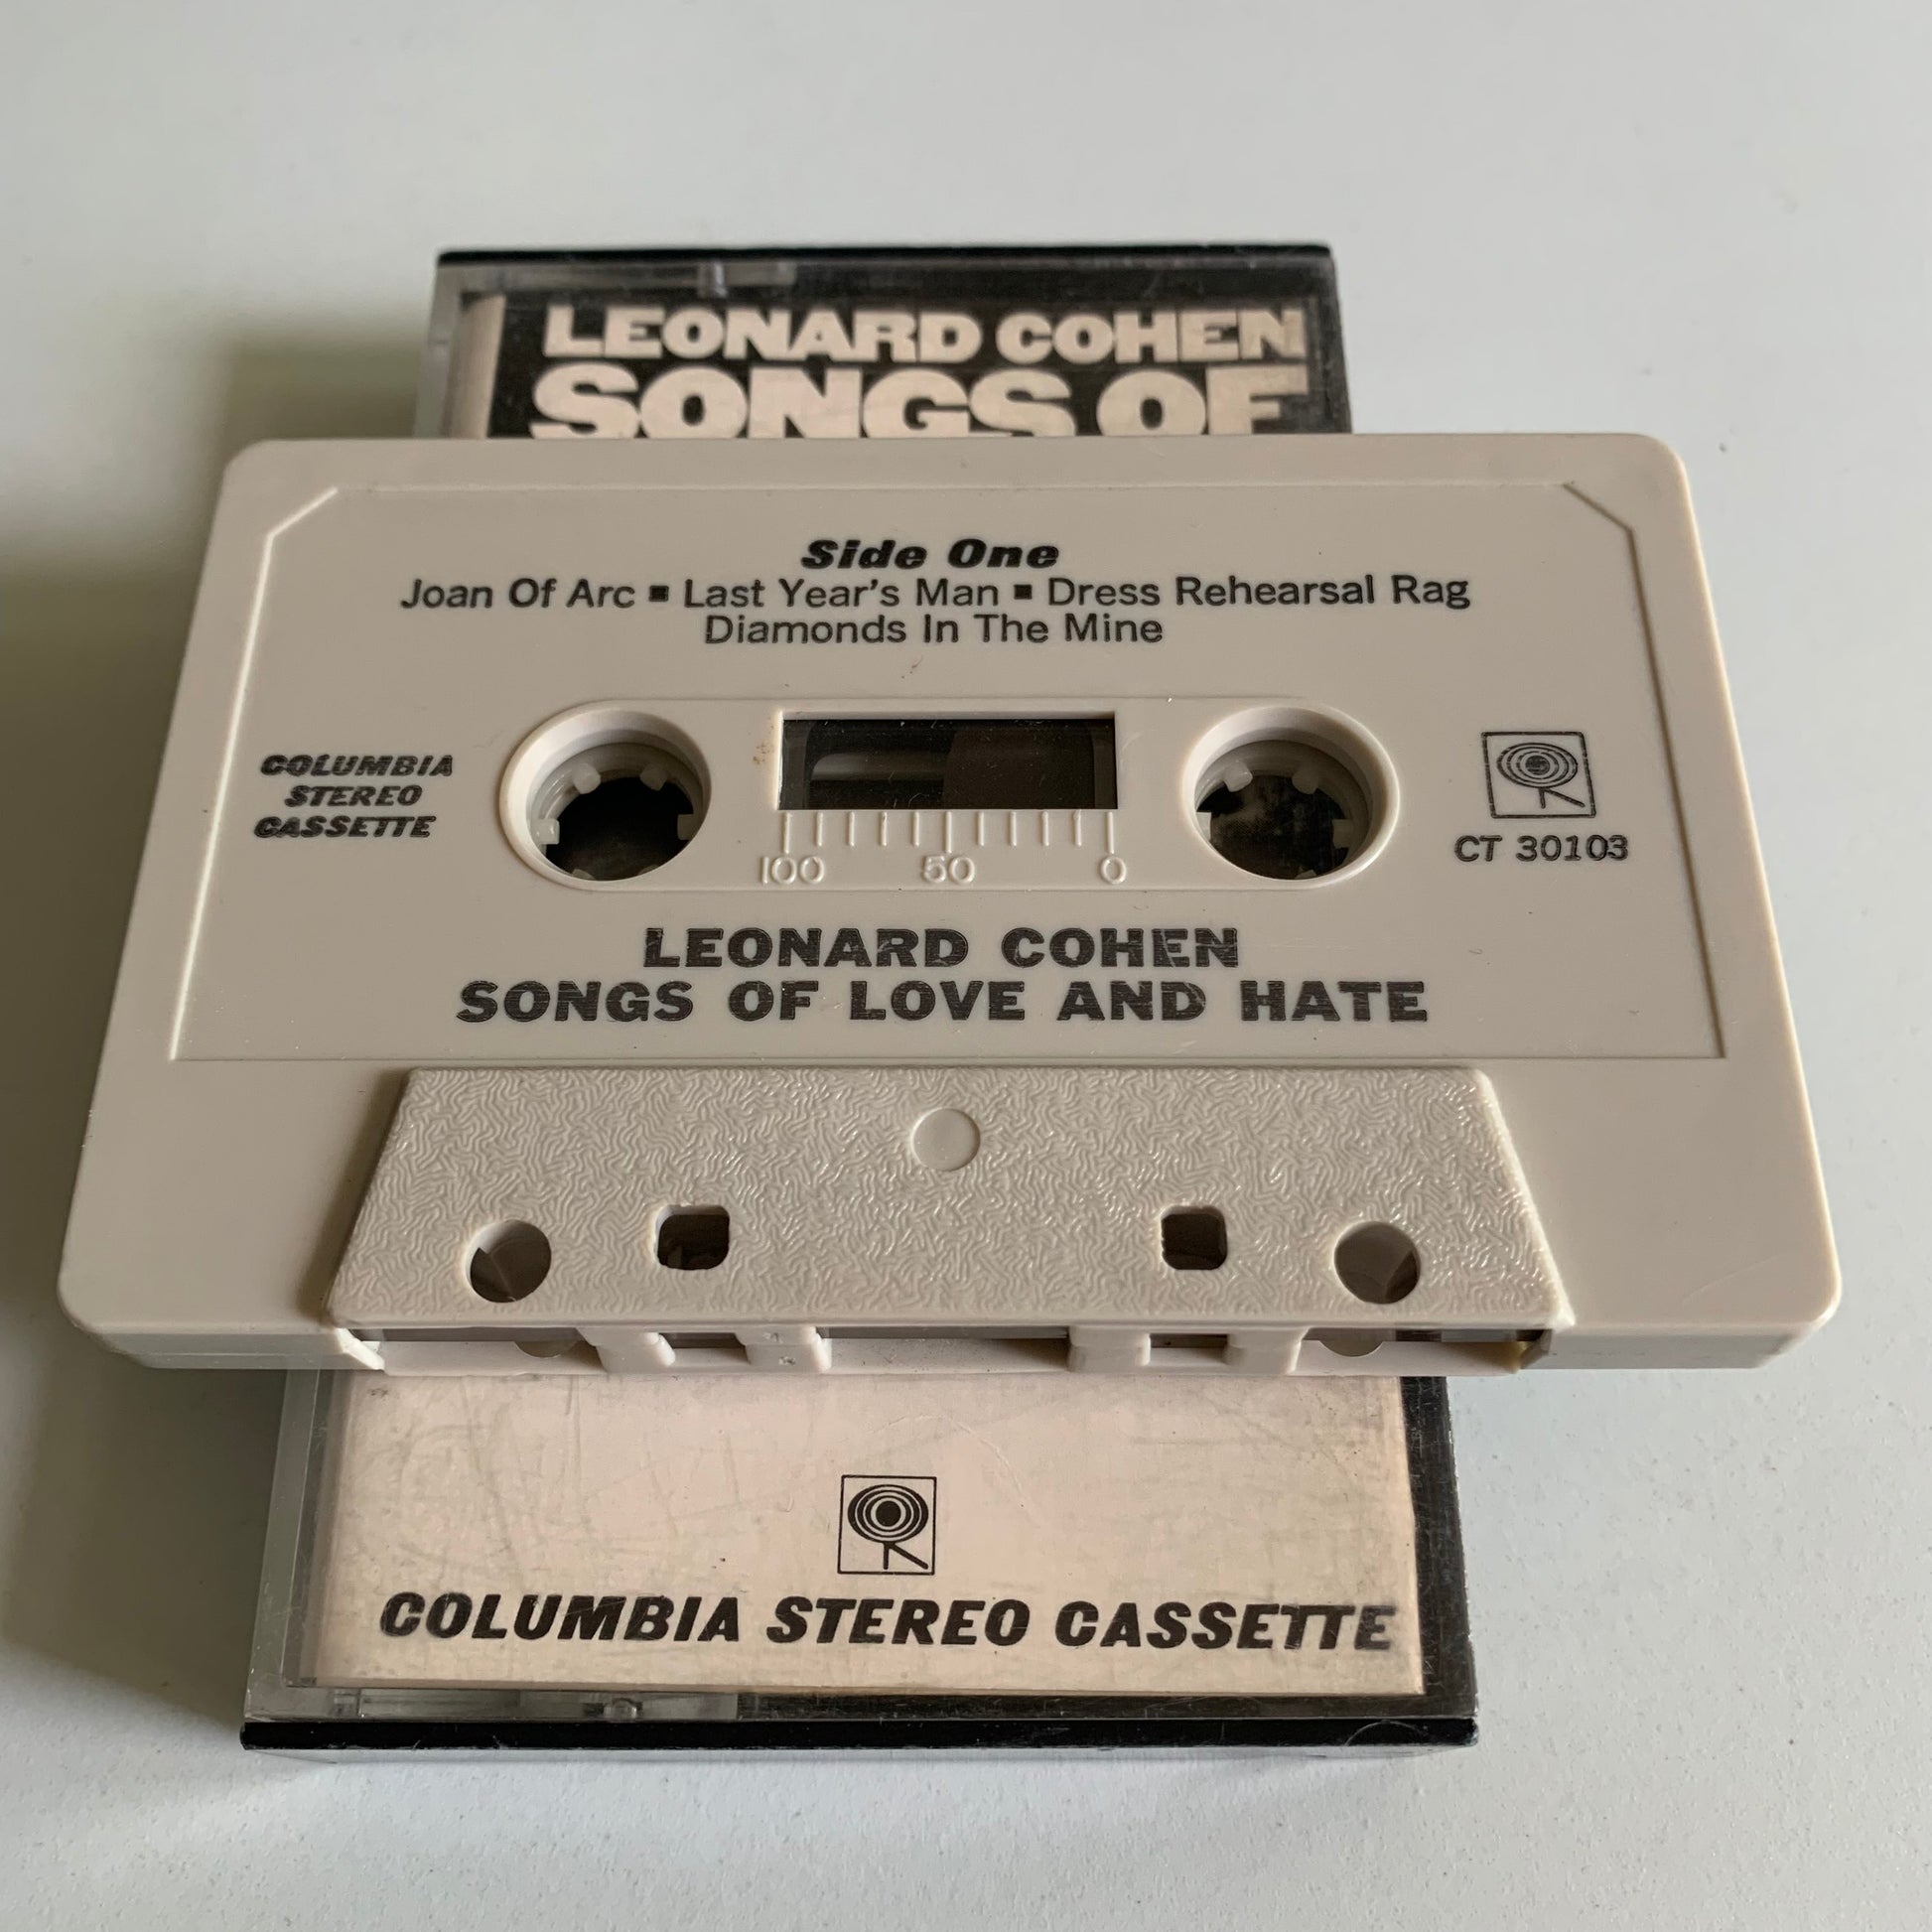 LEONARD COHEN
SONGS OF
Side One
Joan Of Arc ▪ Last Year's Man ▪ Dress Rehearsal Rag
Diamonds In The Mine
COLUMBIA
STEREO
CASSETTE
CT 30103
100 50 0
LEONARD COHEN
SONGS OF LOVE AND HATE
COLUMBIA STEREO CASSETTE